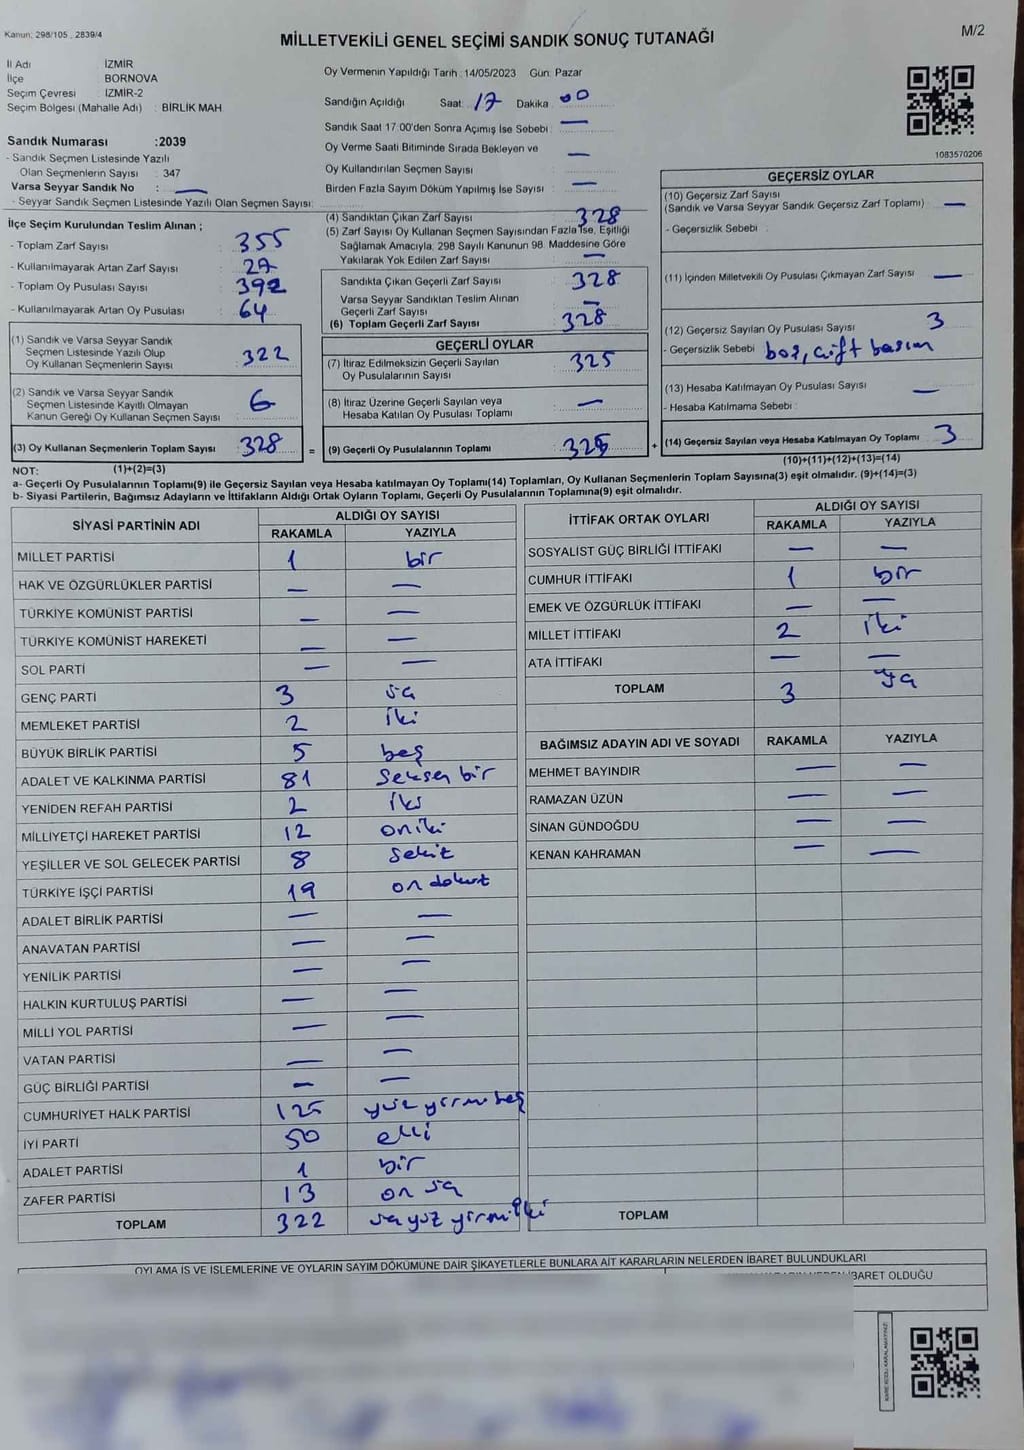 Kanun: 298/105 , 2839/4
MİLLETVEKİLİ GENEL SEÇİMİ SANDIK SONUÇ TUTANAĞI
M/2
İl Adı İZMİR
İlçe BORNOVA
Seçim Çevresi : İZMİR-2
Seçim Bölgesi (Mahalle Adı) : BİRLİK MAH
Sandık Numarası :2039
- Sandık Seçmen Listesinde Yazılı
Olan Seçmenlerin Sayısı : 347
Varsa Seyyar Sandık No : —
- Seyyar Sandık Seçmen Listesinde Yazılı Olan Seçmen Sayısı:
Oy Vermenin Yapıldığı Tarih : 14/05/2023 Gün: Pazar
Sandığın Açıldığı Saat: 17 Dakika 00
Sandık Saat 17:00'den Sonra Açımış İse Sebebi : —
Oy Verme Saati Bitiminde Sırada Bekleyen ve
Oy Kullandırılan Seçmen Sayısı —
Birden Fazla Sayım Döküm Yapılmış İse Sayısı : —
1083570206
İlçe Seçim Kurulundan Teslim Alınan ;
- Toplam Zarf Sayısı : 355
- Kullanılmayarak Artan Zarf Sayısı : 27
- Toplam Oy Pusulası Sayısı : 392
- Kullanılmayarak Artan Oy Pusulası : 64
(1) Sandık ve Varsa Seyyar Sandık
Seçmen Listesinde Yazılı Olup
Oy Kullanan Seçmenlerin Sayısı : 322
(2) Sandık ve Varsa Seyyar Sandık
Seçmen Listesinde Kayıtlı Olmayan
Kanun Gereği Oy Kullanan Seçmen Sayısı : 6
(3) Oy Kullanan Seçmenlerin Toplam Sayısı : 328 =
(1)+(2)=(3)
(4) Sandıktan Çıkan Zarf Sayısı 328
(5) Zarf Sayısı Oy Kullanan Seçmen Sayısından Fazla İse, Eşitliği
Sağlamak Amacıyla, 298 Sayılı Kanunun 98. Maddesine Göre
Yakılarak Yok Edilen Zarf Sayısı —
Sandıkta Çıkan Geçerli Zarf Sayısı 328
Varsa Seyyar Sandıktan Teslim Alınan
Geçerli Zarf Sayısı —
(6) Toplam Geçerli Zarf Sayısı 328
GEÇERLİ OYLAR
(7) İtiraz Edilmeksizin Geçerli Sayılan
Oy Pusulalarının Sayısı 325
(8) İtiraz Üzerine Geçerli Sayılan veya
Hesaba Katılan Oy Pusulası Toplamı —
(9) Geçerli Oy Pusulalarının Toplamı 325 +
GEÇERSİZ OYLAR
(10) Geçersiz Zarf Sayısı
(Sandık ve Varsa Seyyar Sandık Geçersiz Zarf Toplamı) —
- Geçersizlik Sebebi :
(11) İçinden Milletvekili Oy Pusulası Çıkmayan Zarf Sayısı —
(12) Geçersiz Sayılan Oy Pusulası Sayısı 3
- Geçersizlik Sebebi : boş, çift basım
(13) Hesaba Katılmayan Oy Pusulası Sayısı —
- Hesaba Katılmama Sebebi :
(14) Geçersiz Sayılan veya Hesaba Katılmayan Oy Toplamı 3
(10)+(11)+(12)+(13)=(14)
NOT:
a- Geçerli Oy Pusulalarının Toplamı(9) ile Geçersiz Sayılan veya Hesaba katılmayan Oy Toplamı(14) Toplamları, Oy Kullanan Seçmenlerin Toplam Sayısına(3) eşit olmalıdır. (9)+(14)=(3)
b- Siyasi Partilerin, Bağımsız Adayların ve İttifakların Aldığı Ortak Oyların Toplamı, Geçerli Oy Pusulalarının Toplamına(9) eşit olmalıdır.
SİYASİ PARTİNİN ADI ALDIĞI OY SAYISI
RAKAMLA YAZIYLA
MİLLET PARTİSİ 1 bir
HAK VE ÖZGÜRLÜKLER PARTİSİ — —
TÜRKİYE KOMÜNİST PARTİSİ — —
TÜRKİYE KOMÜNİST HAREKETİ — —
SOL PARTİ — —
GENÇ PARTİ 3
MEMLEKET PARTİSİ 2 iki
BÜYÜK BİRLİK PARTİSİ 5 beş
ADALET VE KALKINMA PARTİSİ 81 seksen bir
YENİDEN REFAH PARTİSİ 2 iki
MİLLİYETÇİ HAREKET PARTİSİ 12 oniki
YEŞİLLER VE SOL GELECEK PARTİSİ 8 sekiz
TÜRKİYE İŞÇİ PARTİSİ 19 on dokuz
ADALET BİRLİK PARTİSİ — —
ANAVATAN PARTİSİ — —
YENİLİK PARTİSİ — —
HALKIN KURTULUŞ PARTİSİ — —
MİLLİ YOL PARTİSİ — —
VATAN PARTİSİ — —
GÜÇ BİRLİĞİ PARTİSİ — —
CUMHURİYET HALK PARTİSİ 125 yüz yirmi beş
İYİ PARTİ 50 elli
ADALET PARTİSİ 1 bir
ZAFER PARTİSİ 13 on
TOPLAM 322 yüz yirmi iki
İTTİFAK ORTAK OYLARI ALDIĞI OY SAYISI
RAKAMLA YAZIYLA
SOSYALİST GÜÇ BİRLİĞİ İTTİFAKI — —
CUMHUR İTTİFAKI 1 bir
EMEK VE ÖZGÜRLÜK İTTİFAKI — —
MİLLET İTTİFAKI 2 iki
ATA İTTİFAKI — —
TOPLAM 3
BAĞIMSIZ ADAYIN ADI VE SOYADI RAKAMLA YAZIYLA
MEHMET BAYINDIR — —
RAMAZAN ÜZÜN — —
SİNAN GÜNDOĞDU — —
KENAN KAHRAMAN — —
TOPLAM
OYLAMA İŞ VE İŞLEMLERİNE VE OYLARIN SAYIM DÖKÜMÜNE DAİR ŞİKAYETLERLE BUNLARA AİT KARARLARIN NELERDEN İBARET BULUNDUKLARI
İBARET OLDUĞU